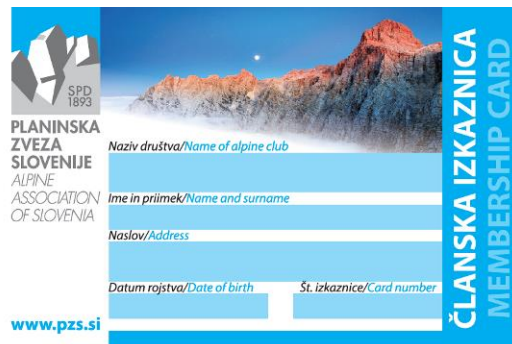 SPD
1893
PLANINSKA
ZVEZA
SLOVENIJE
ALPINE
ASSOCIATION
OF SLOVENIA
www.pzs.si
Naziv društva/Name of alpine club
Ime in priimek/Name and surname
Naslov/Address
Datum rojstva/Date of birth
Št. izkaznice/Card number
ČLANSKA IZKAZNICA
MEMBERSHIP CARD